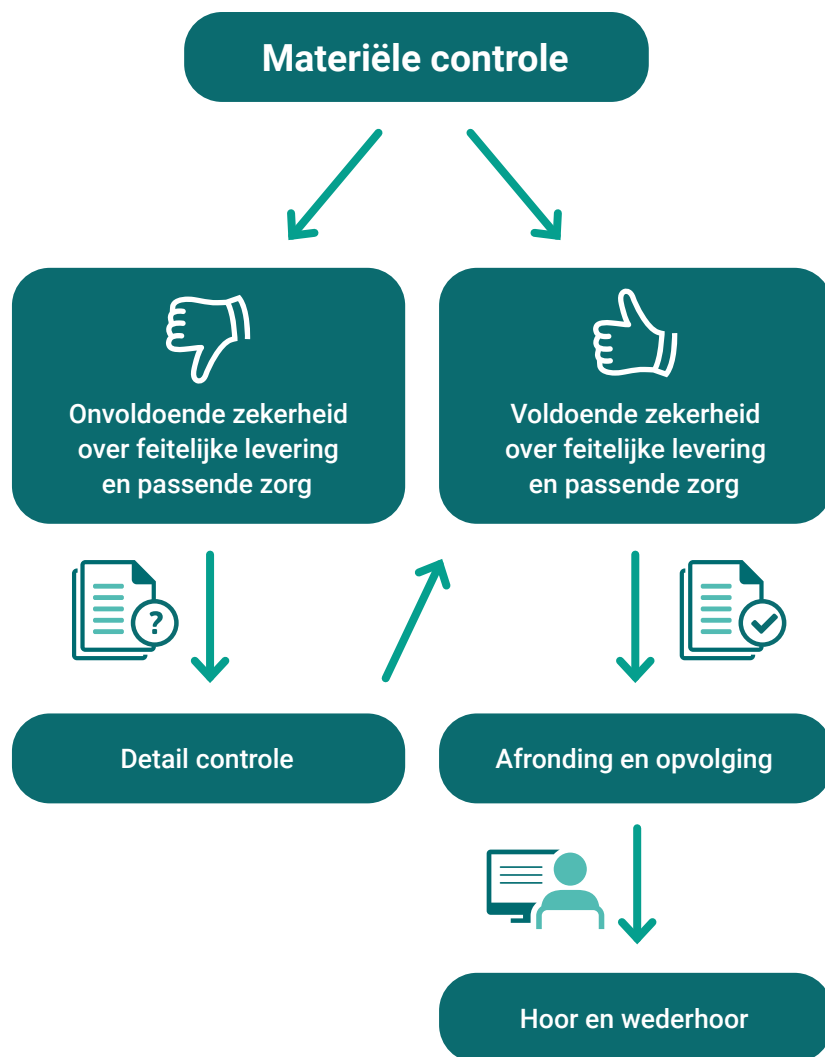 Materiële controle
Onvoldoende zekerheid
over feitelijke levering
en passende zorg
Voldoende zekerheid
over feitelijke levering
en passende zorg
?
Detail controle
Afronding en opvolging
Hoor en wederhoor